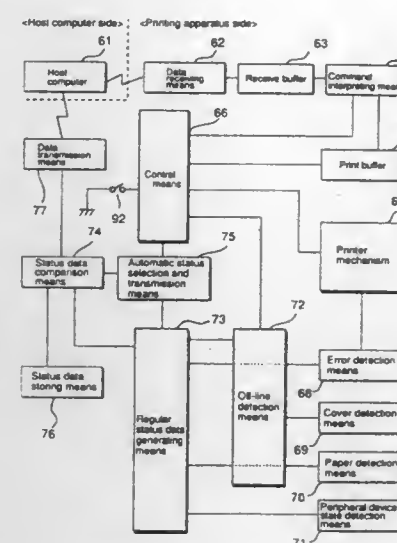 <Host computer side>
<Printing apparatus side>
61
62
63
Host
computer
Data
receiving
means
Receive buffer
Command
interpreting mea
66
Data
transmission
means
Control
means
Print buffer
77
92
74
75
Printer
mechanism
Status data
comparison means
Automatic status
selection and
transmission
means
73
72
Status data
storing means
76
Regular
status data
generating
means
Off-line
detection
means
Error detection
means
68
Cover detection
means
69
Paper detection
means
70
Peripheral device
state detection
means
71